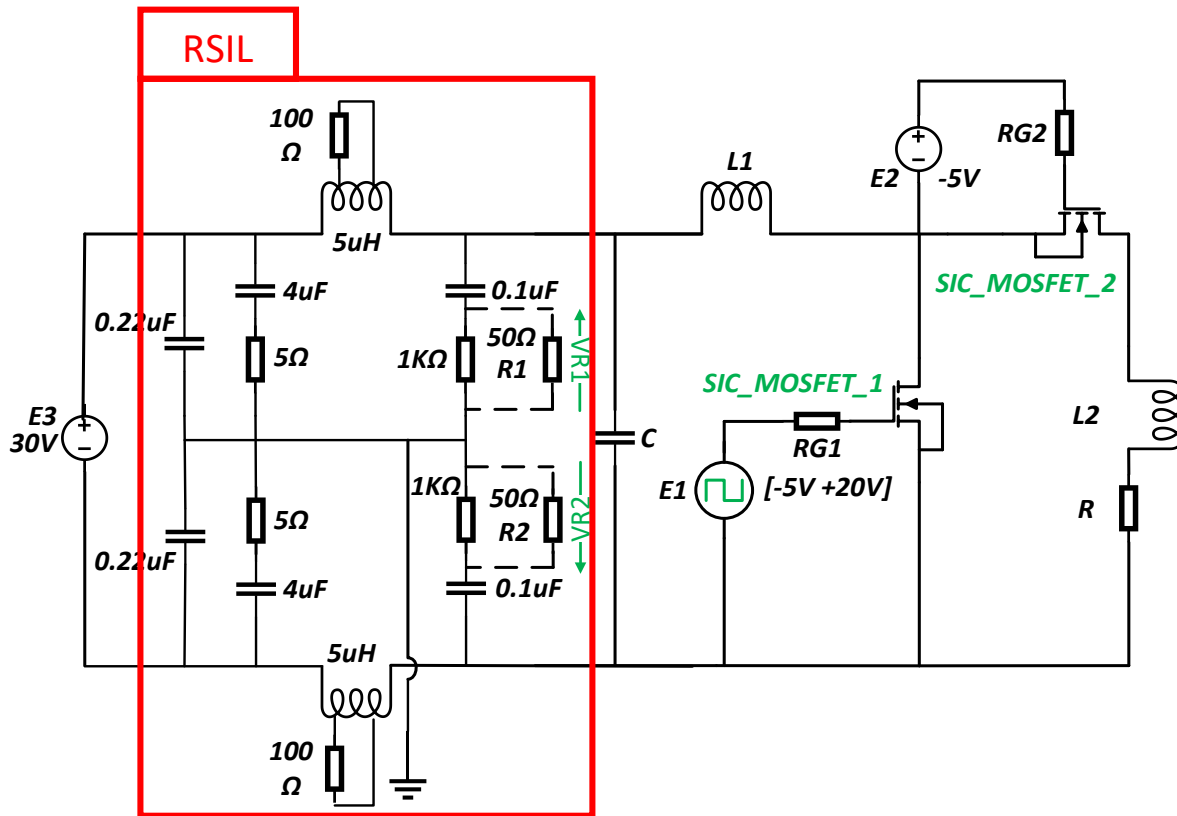 RSIL
100
Ω
5uH
L1
E2
+
-
-5V
RG2
SIC_MOSFET_2
4uF
0.22uF
5Ω
0.1uF
1KΩ
50Ω
R1
VR1
SIC_MOSFET_1
E3
30V
+
-
C
RG1
E1
[-5V +20V]
L2
R
1KΩ
50Ω
R2
VR2
5Ω
0.22uF
4uF
0.1uF
5uH
100
Ω